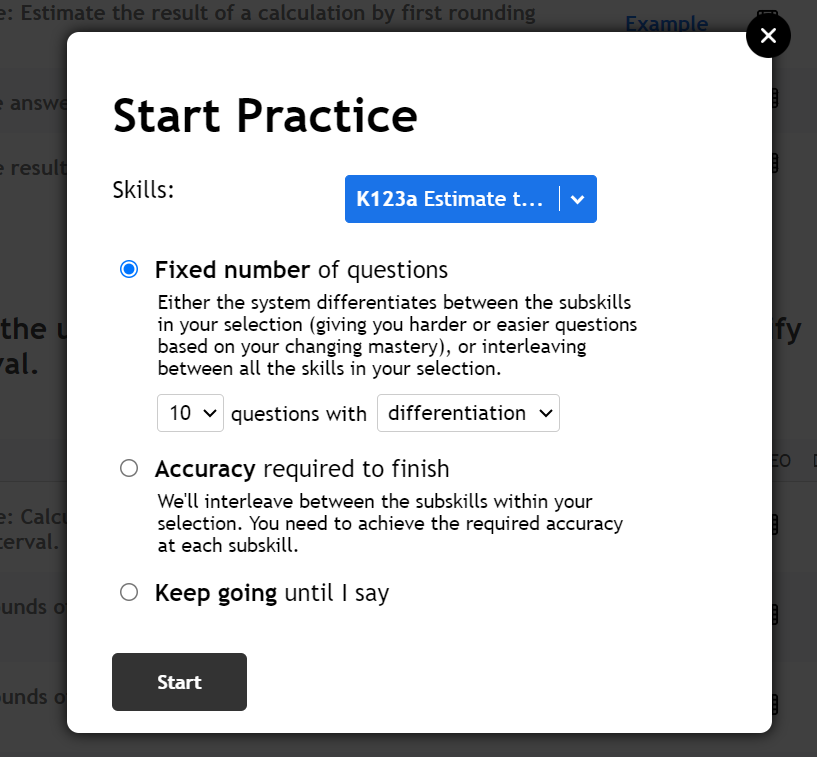 e: Estimate the result of a calculation by first rounding
Example
e answe
e result
Start Practice
Skills:
K123a Estimate t...
Fixed number of questions
Either the system differentiates between the subskills
in your selection (giving you harder or easier questions
based on your changing mastery), or interleaving
between all the skills in your selection.
10 questions with differentiation
the u
fy
val.
Accuracy required to finish
EO
We'll interleave between the subskills within your
selection. You need to achieve the required accuracy
at each subskill.
e: Calcu
terval.
Keep going until I say
unds o
Start
unds o